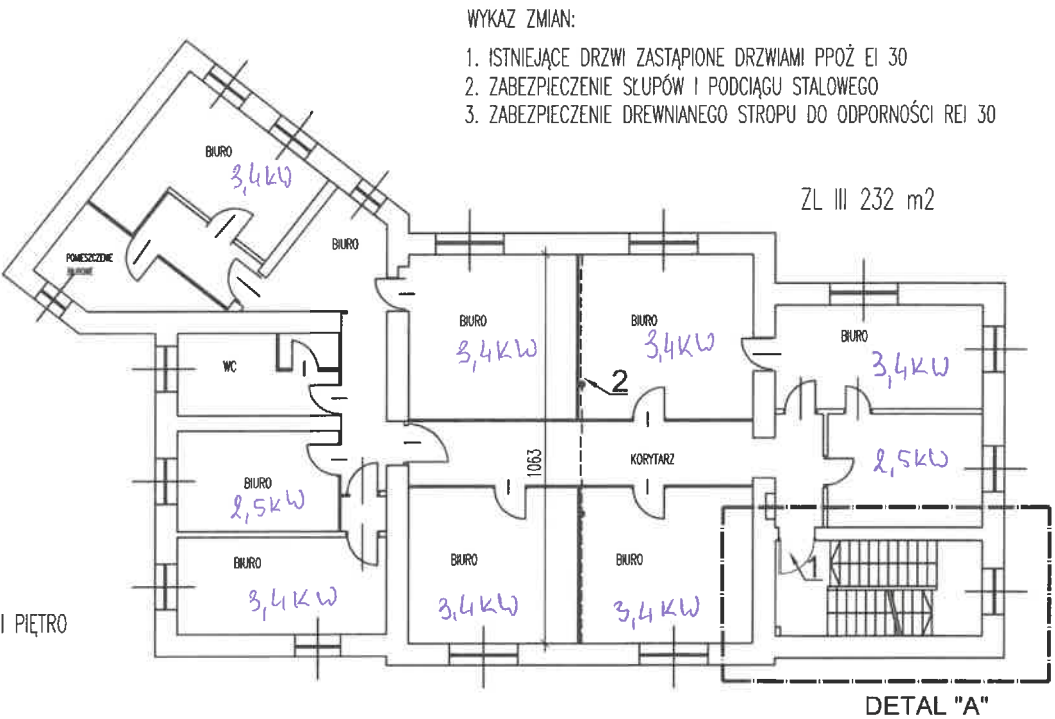 WYKAZ ZMIAN:
1. ISTNIEJĄCE DRZWI ZASTĄPIONE DRZWIAMI PPOŻ EI 30
2. ZABEZPIECZENIE SŁUPÓW I PODCIĄGU STALOWEGO
3. ZABEZPIECZENIE DREWNIANEGO STROPU DO ODPORNOŚCI REI 30
ZL III 232 m2
BIURO
3,4KW
BIURO
POMIESZCZENIE
BIUROWE
BIURO
3,4KW
BIURO
3,4KW
BIURO
3,4KW
WC
2
1063
KORYTARZ
2,5KW
BIURO
2,5KW
BIURO
3,4KW
BIURO
3,4KW
BIURO
3,4KW
1
I PIĘTRO
DETAL "A"